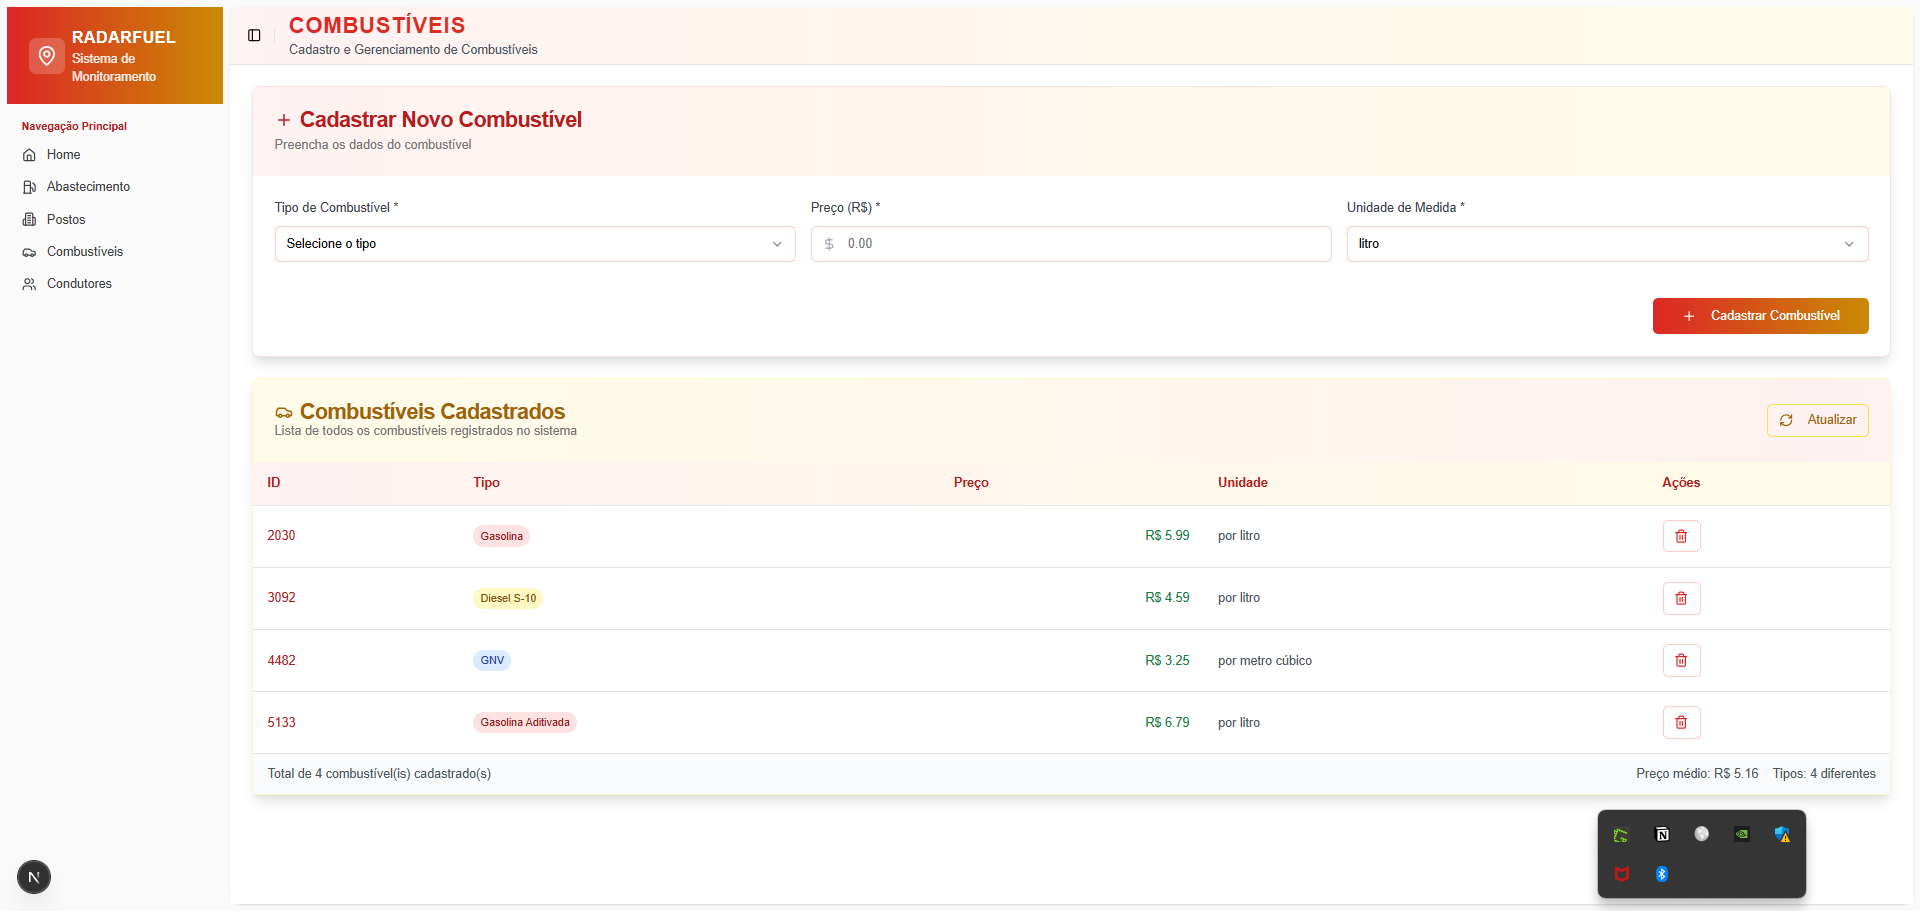 RADARFUEL
Sistema de
Monitoramento
Navegação Principal
Home
Abastecimento
Postos
Combustíveis
Condutores
COMBUSTÍVEIS
Cadastro e Gerenciamento de Combustíveis
Cadastrar Novo Combustível
Preencha os dados do combustível
Tipo de Combustível *
Preço (R$) *
Unidade de Medida *
Selecione o tipo
$ 0.00
litro
Cadastrar Combustível
Combustíveis Cadastrados
Lista de todos os combustíveis registrados no sistema
Atualizar
ID Tipo Preço Unidade Ações
2030 Gasolina R$ 5.99 por litro
3092 Diesel S-10 R$ 4.59 por litro
4482 GNV R$ 3.25 por metro cúbico
5133 Gasolina Aditivada R$ 6.79 por litro
Total de 4 combustível(is) cadastrado(s) Preço médio: R$ 5.16 Tipos: 4 diferentes
N
N